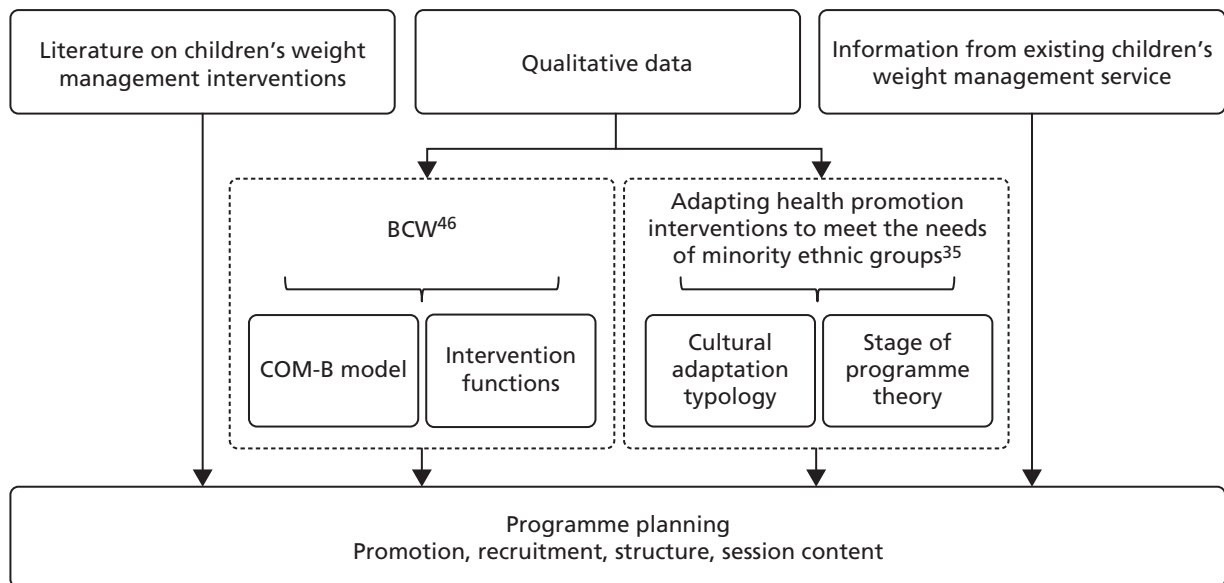 Literature on children’s weight
management interventions
Qualitative data
Information from existing children’s
weight management service
BCW46
Adapting health promotion
interventions to meet the needs
of minority ethnic groups35
COM-B model
Intervention
functions
Cultural
adaptation
typology
Stage of
programme
theory
Programme planning
Promotion, recruitment, structure, session content